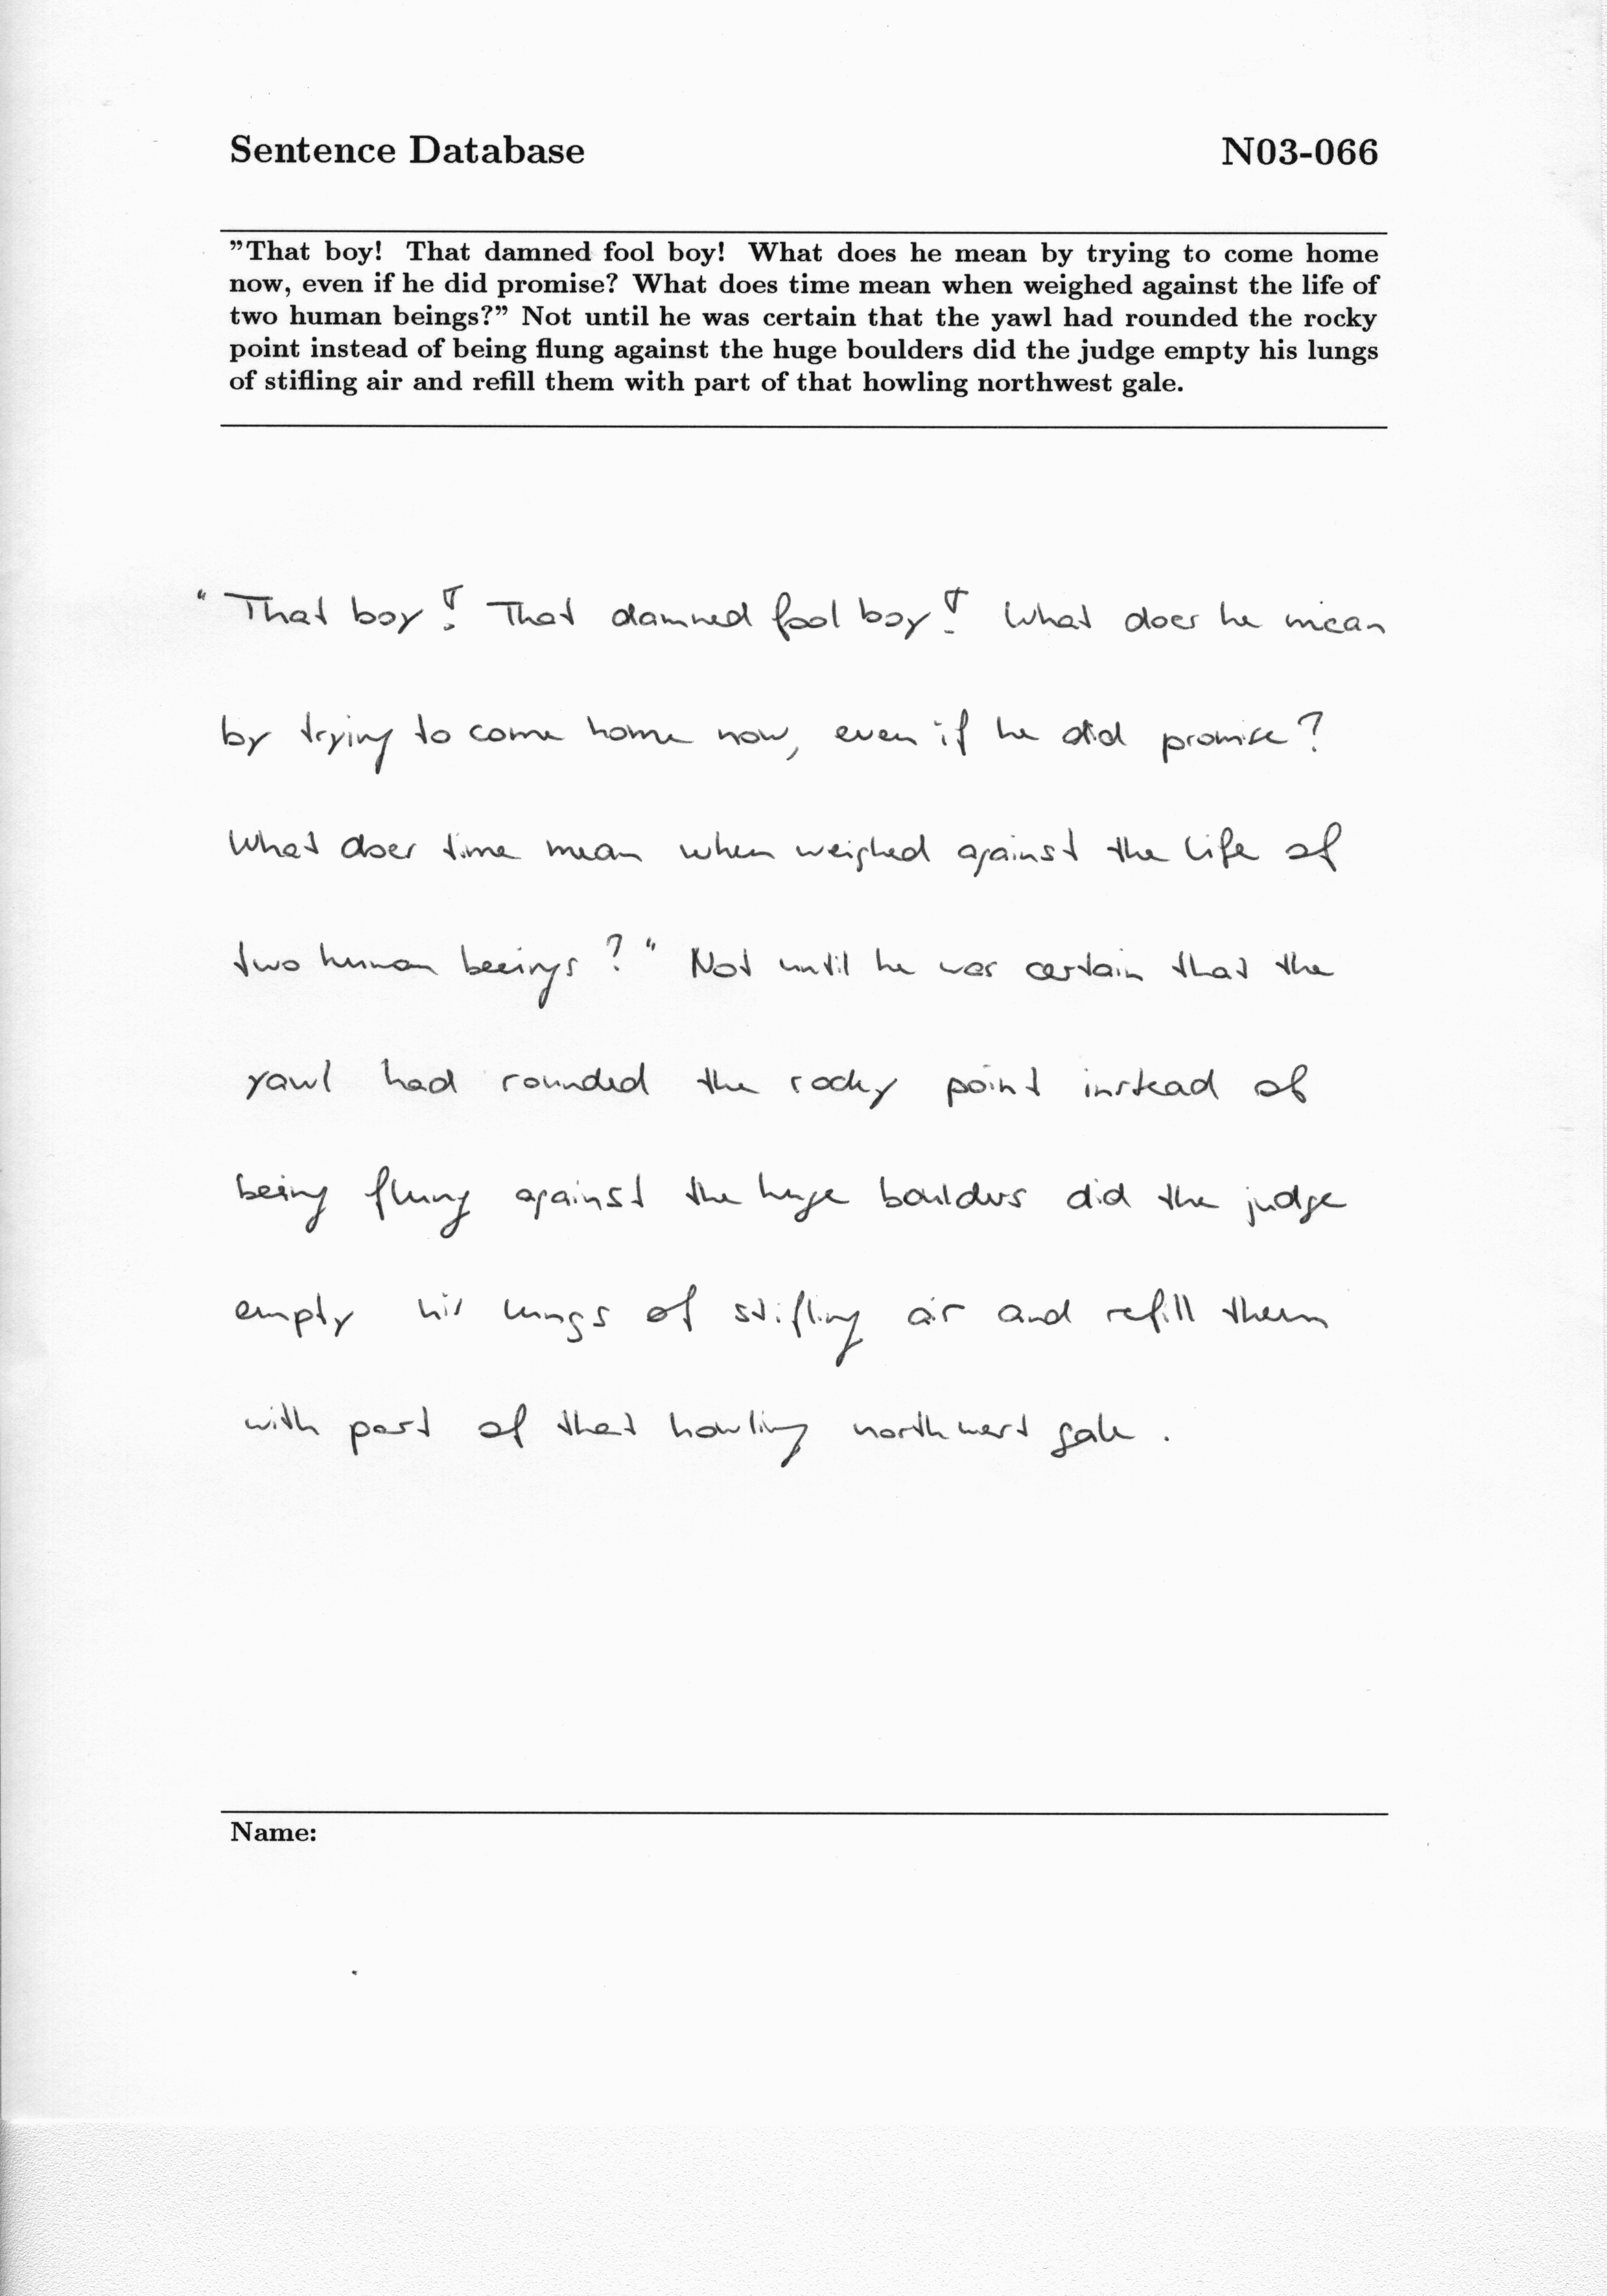 Sentence Database N03-066
"That boy! That damned fool boy! What does he mean by trying to come home
now, even if he did promise? What does time mean when weighed against the life of
two human beings?" Not until he was certain that the yawl had rounded the rocky
point instead of being flung against the huge boulders did the judge empty his lungs
of stifling air and refill them with part of that howling northwest gale.
"That boy! That damned fool boy! What does he mean
by trying to come home now, even if he did promise?
What does time mean when weighed against the life of
two human beeings?" Not until he was certain that the
yawl had rounded the rocky point instead of
being flung against the huge boulders did the judge
empty his lungs of stifling air and refill them
with part of that howling northwest gale.
Name: